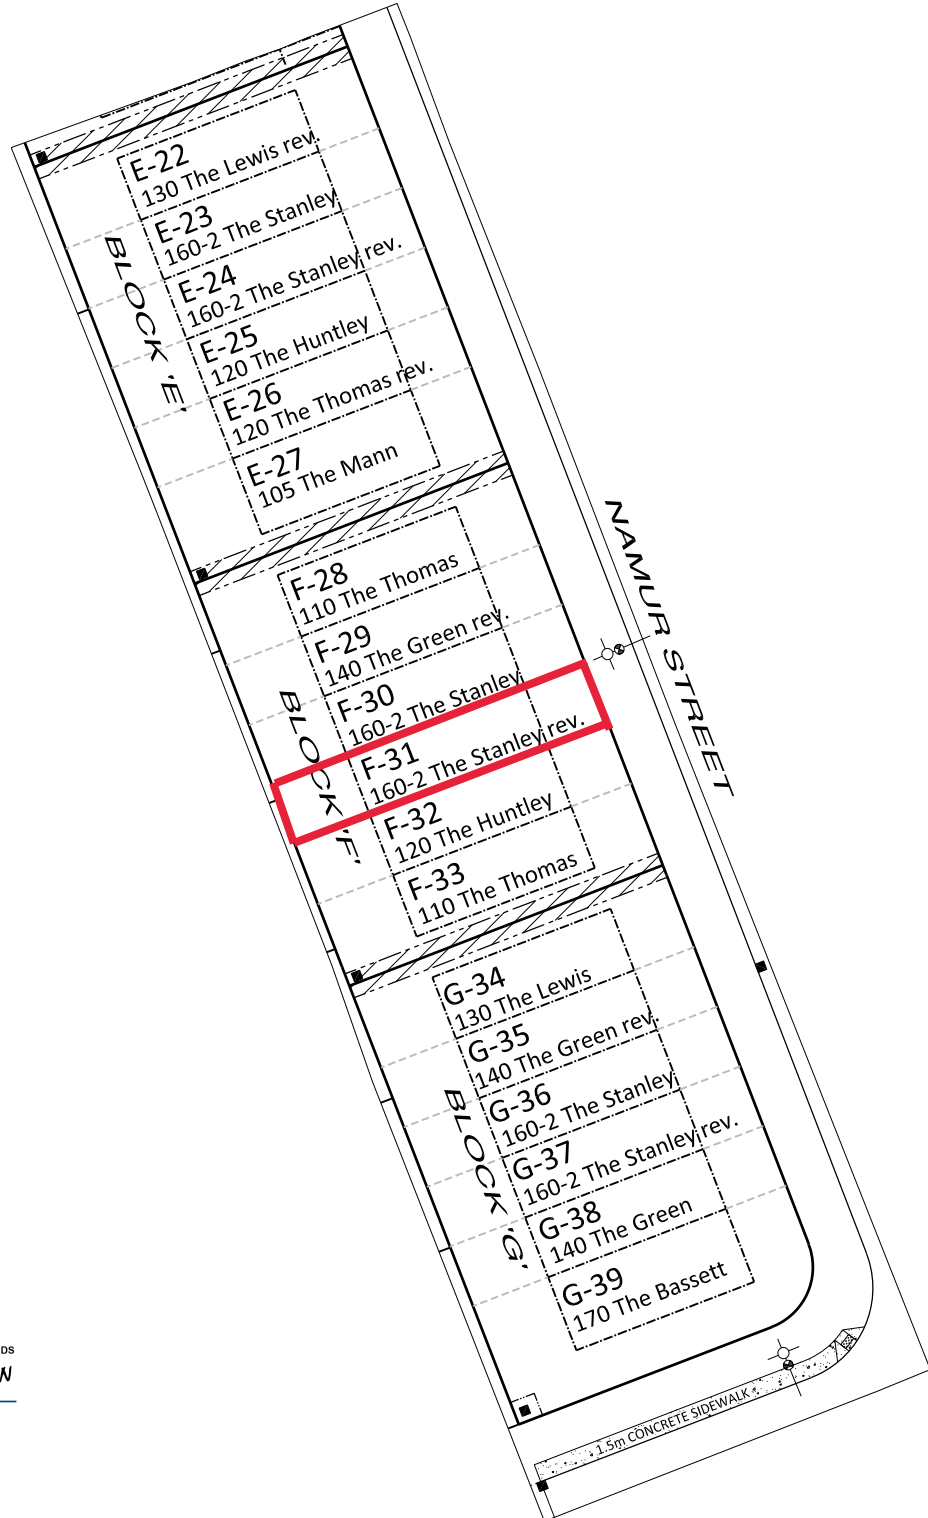 E-22
130 The Lewis rev.
E-23
160-2 The Stanley
E-24
160-2 The Stanley rev.
E-25
120 The Huntley
E-26
120 The Thomas rev.
E-27
105 The Mann
BLOCK 'E'
F-28
110 The Thomas
F-29
140 The Green rev.
F-30
160-2 The Stanley
F-31
160-2 The Stanley rev.
F-32
120 The Huntley
F-33
110 The Thomas
BLOCK 'F'
NAMUR STREET
G-34
130 The Lewis
G-35
140 The Green rev.
G-36
160-2 The Stanley
G-37
160-2 The Stanley rev.
G-38
140 The Green
G-39
170 The Bassett
BLOCK 'G'
DS
N
1.5m CONCRETE SIDEWALK